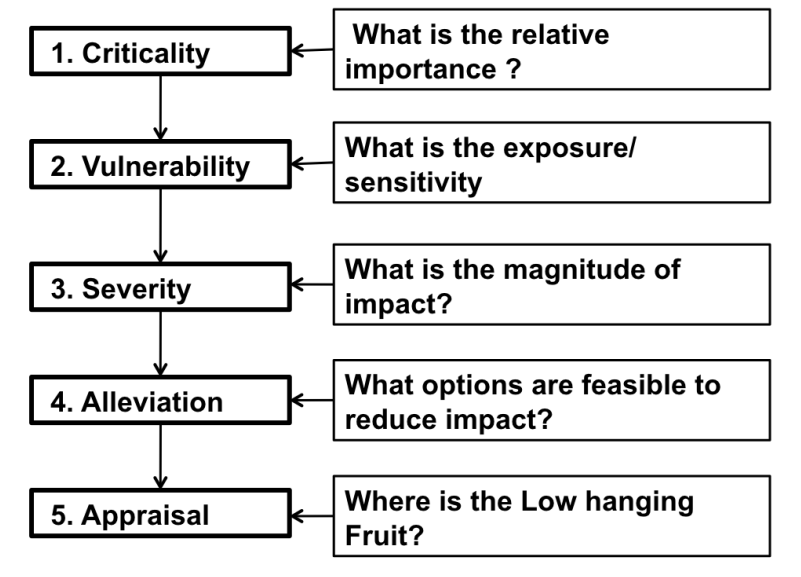 1. Criticality
What is the relative
importance ?
2. Vulnerability
What is the exposure/
sensitivity
3. Severity
What is the magnitude of
impact?
4. Alleviation
What options are feasible to
reduce impact?
5. Appraisal
Where is the Low hanging
Fruit?